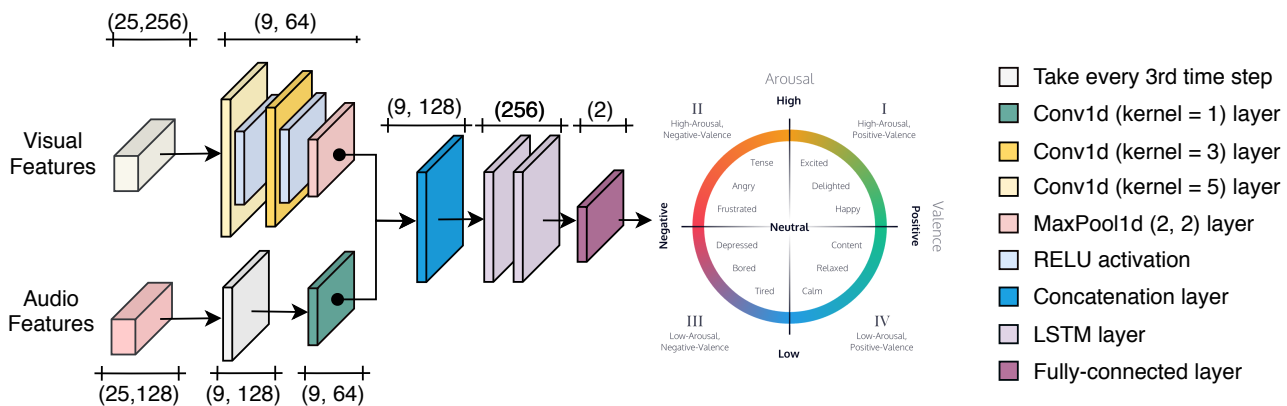 (25,256)
(9, 64)
Visual
Features
Audio
Features
(25,128)
(9, 128)
(9, 64)
(9, 128)
(256)
(2)
Arousal
High
II
High-Arousal,
Negative-Valence
I
High-Arousal,
Positive-Valence
Tense
Excited
Angry
Delighted
Frustrated
Happy
Negative
Neutral
Positive
Valence
Depressed
Content
Bored
Relaxed
Tired
Calm
III
Low-Arousal,
Negative-Valence
IV
Low-Arousal,
Positive-Valence
Low
Take every 3rd time step
Conv1d (kernel = 1) layer
Conv1d (kernel = 3) layer
Conv1d (kernel = 5) layer
MaxPool1d (2, 2) layer
RELU activation
Concatenation layer
LSTM layer
Fully-connected layer